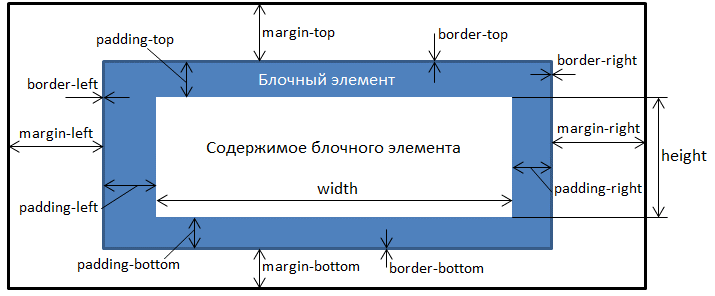 margin-top
padding-top
border-top
border-right
Блочный элемент
border-left
margin-left
margin-right
Содержимое блочного элемента
height
width
padding-left
padding-right
padding-bottom
margin-bottom
border-bottom